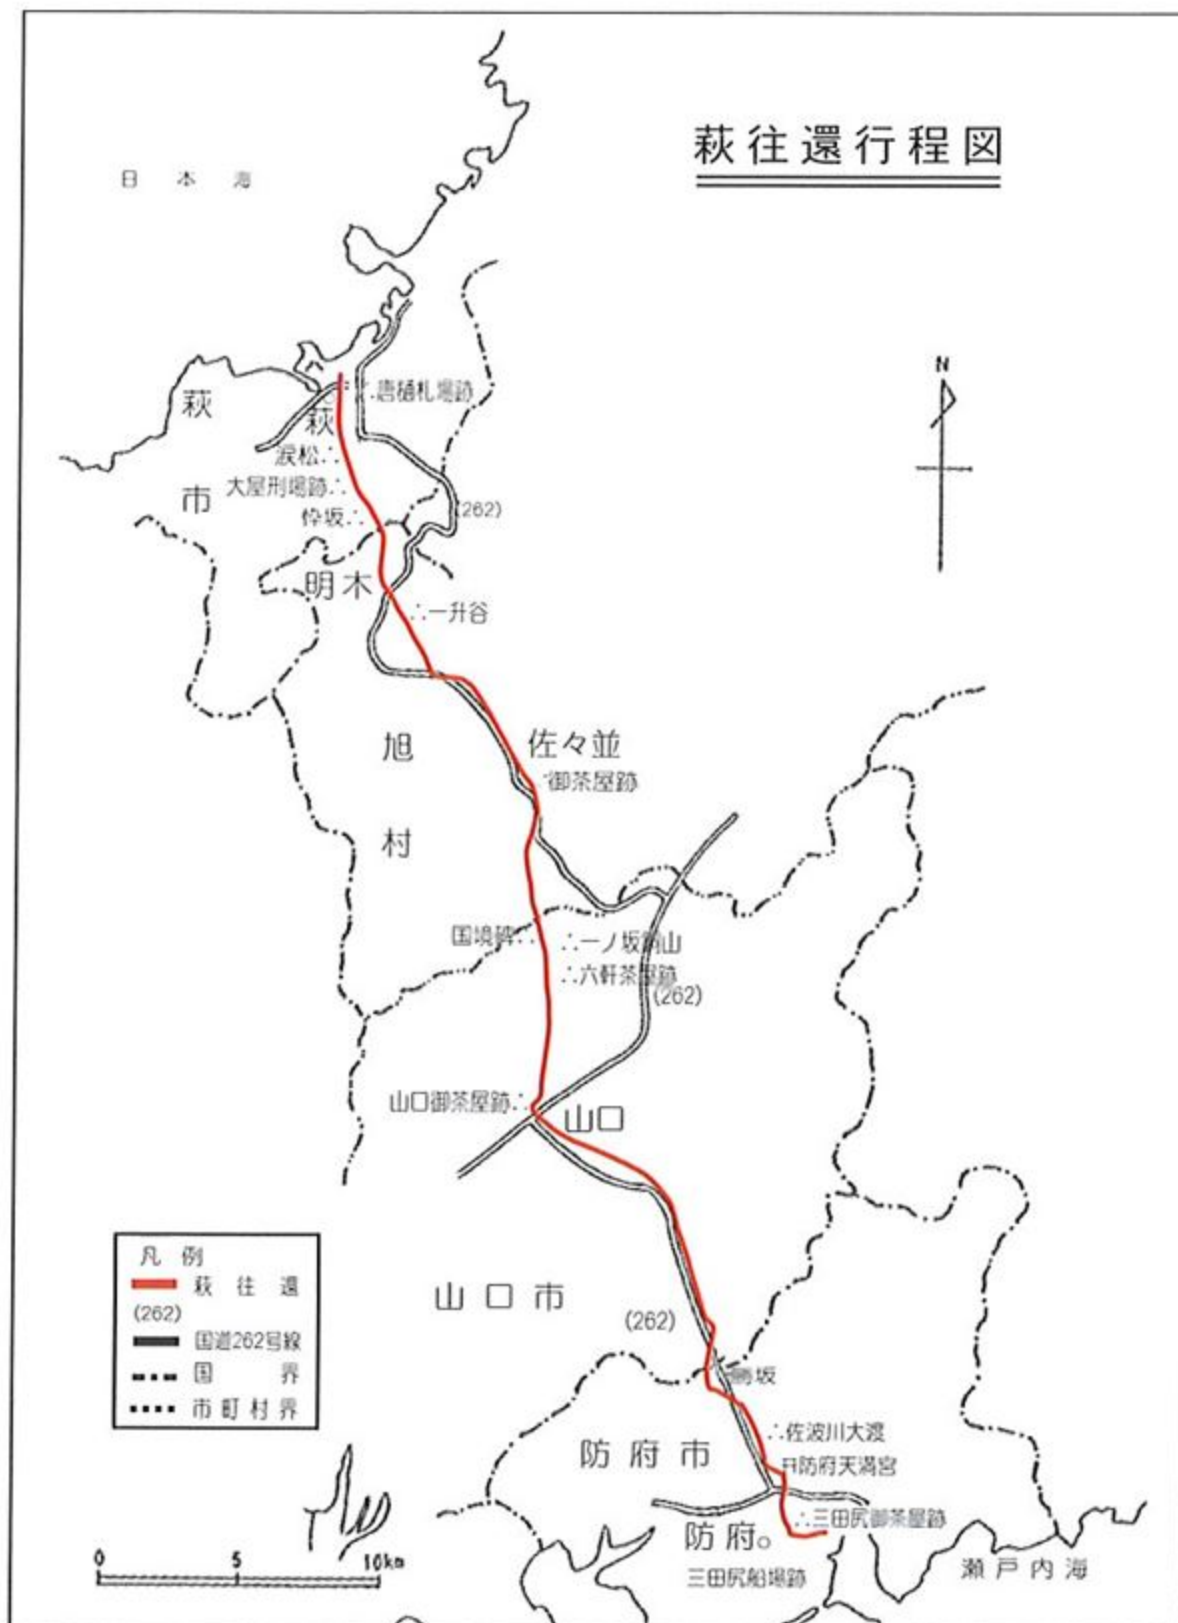 萩往還行程図
日本海
N
唐樋札場跡
萩
萩市
涙松
大屋刑場跡
悴坂
(262)
明木
一升谷
旭村
佐々並
御茶屋跡
国境碑
一ノ坂銅山
六軒茶屋跡
(262)
山口御茶屋跡
山口
山口市
(262)
勝坂
佐波川大渡
防府天満宮
防府市
三田尻御茶屋跡
防府
三田尻船場跡
瀬戸内海
凡例
萩往還
(262)
国道262号線
国界
市町村界
0 5 10km